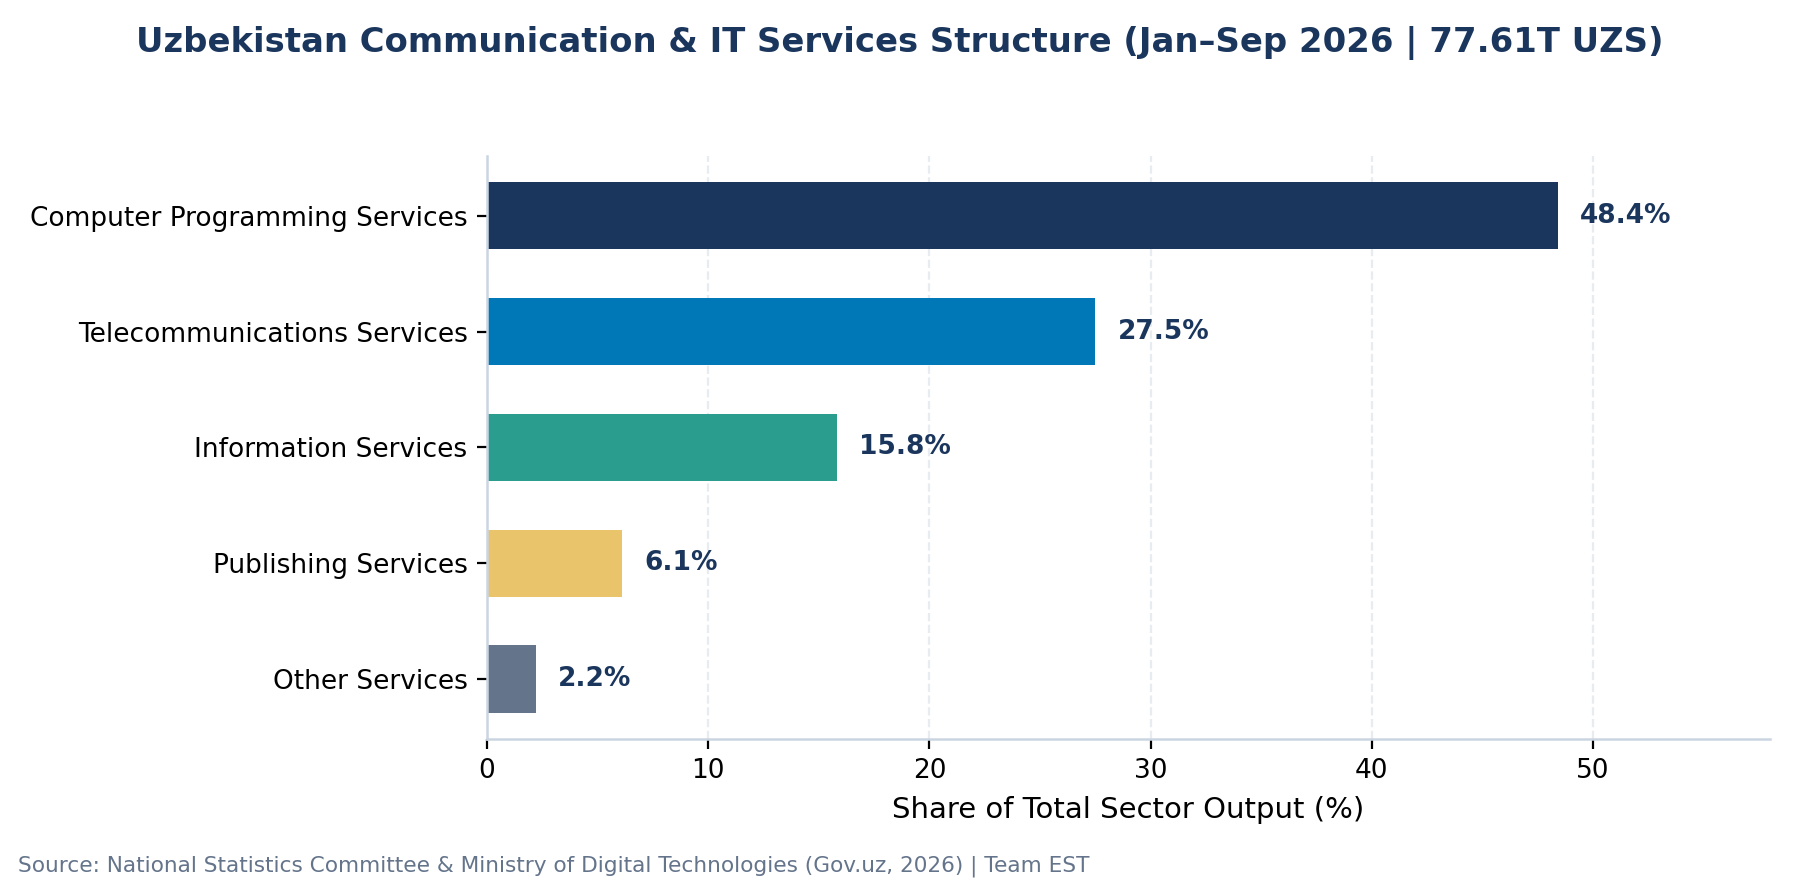 Uzbekistan Communication & IT Services Structure (Jan–Sep 2026 | 77.61T UZS)
Computer Programming Services 48.4%
Telecommunications Services 27.5%
Information Services 15.8%
Publishing Services 6.1%
Other Services 2.2%
0 10 20 30 40 50
Share of Total Sector Output (%)
Source: National Statistics Committee & Ministry of Digital Technologies (Gov.uz, 2026) | Team EST